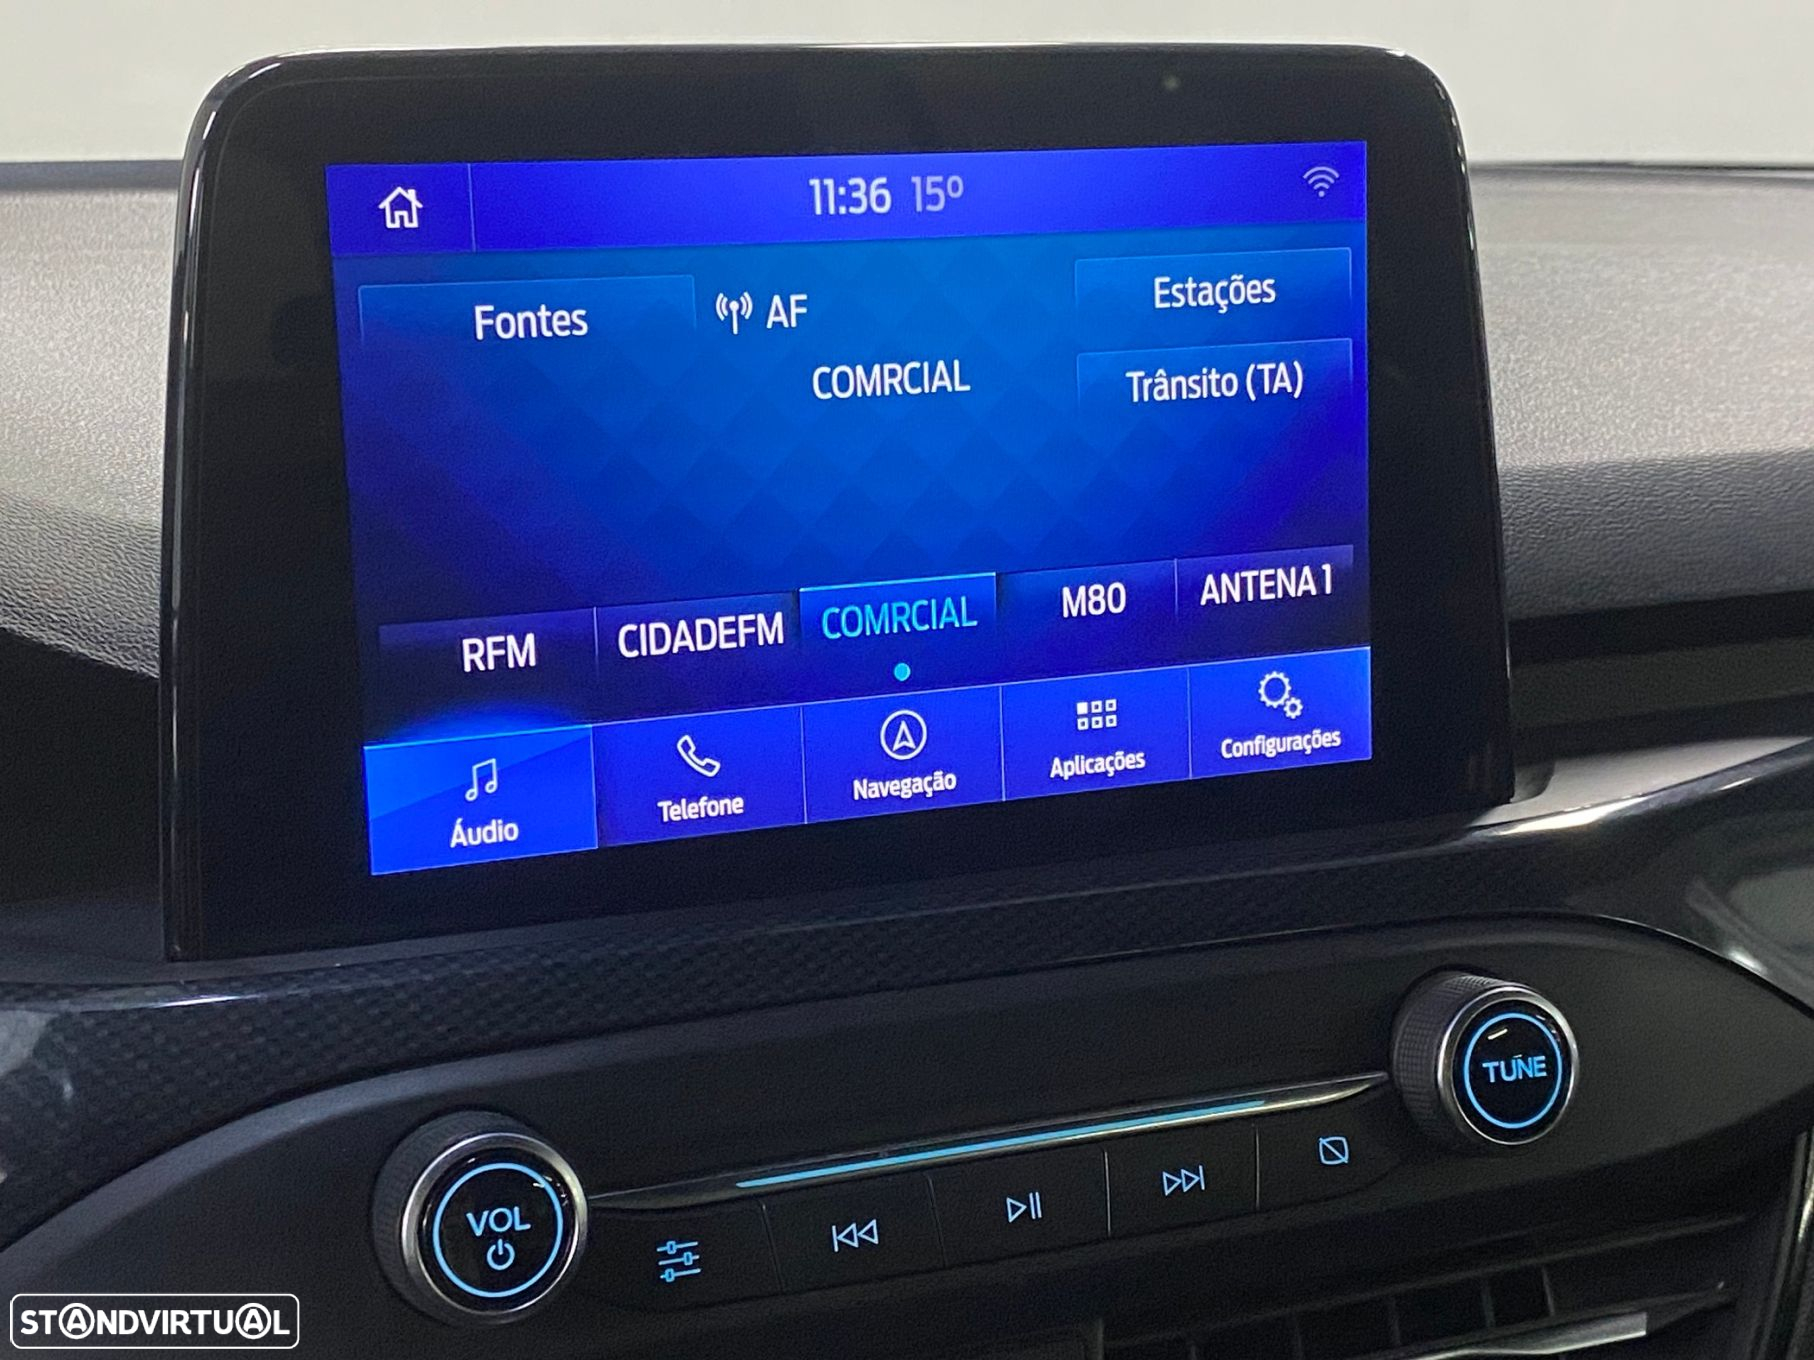 11:36 15º
Fontes
AF
Estações
COMRCIAL
Trânsito (TA)
RFM
CIDADEFM
COMRCIAL
M80
ANTENA 1
Áudio
Telefone
Navegação
Aplicações
Configurações
TUNE
VOL
STANDVIRTUAL